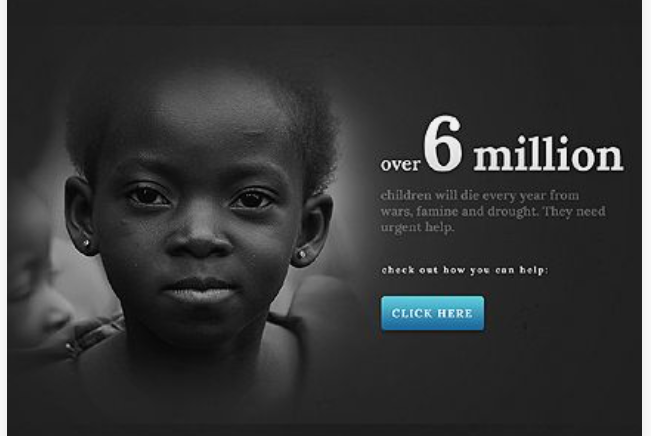 over 6 million
children will die every year from
wars, famine and drought. They need
urgent help.
check out how you can help:
CLICK HERE